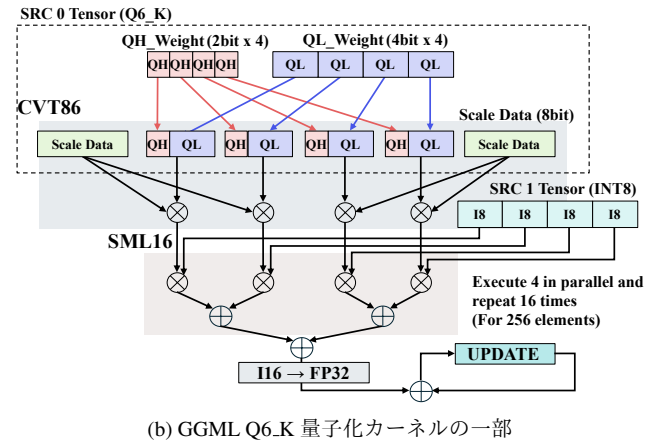 SRC 0 Tensor (Q6_K)
QH_Weight (2bit x 4) QL_Weight (4bit x 4)
QH QH QH QH QL QL QL QL
CVT86
Scale Data (8bit)
Scale Data QH QL QH QL QH QL QH QL Scale Data
SRC 1 Tensor (INT8)
I8 I8 I8 I8
SML16
Execute 4 in parallel and
repeat 16 times
(For 256 elements)
I16 → FP32
UPDATE
(b) GGML Q6_K 量子化カーネルの一部